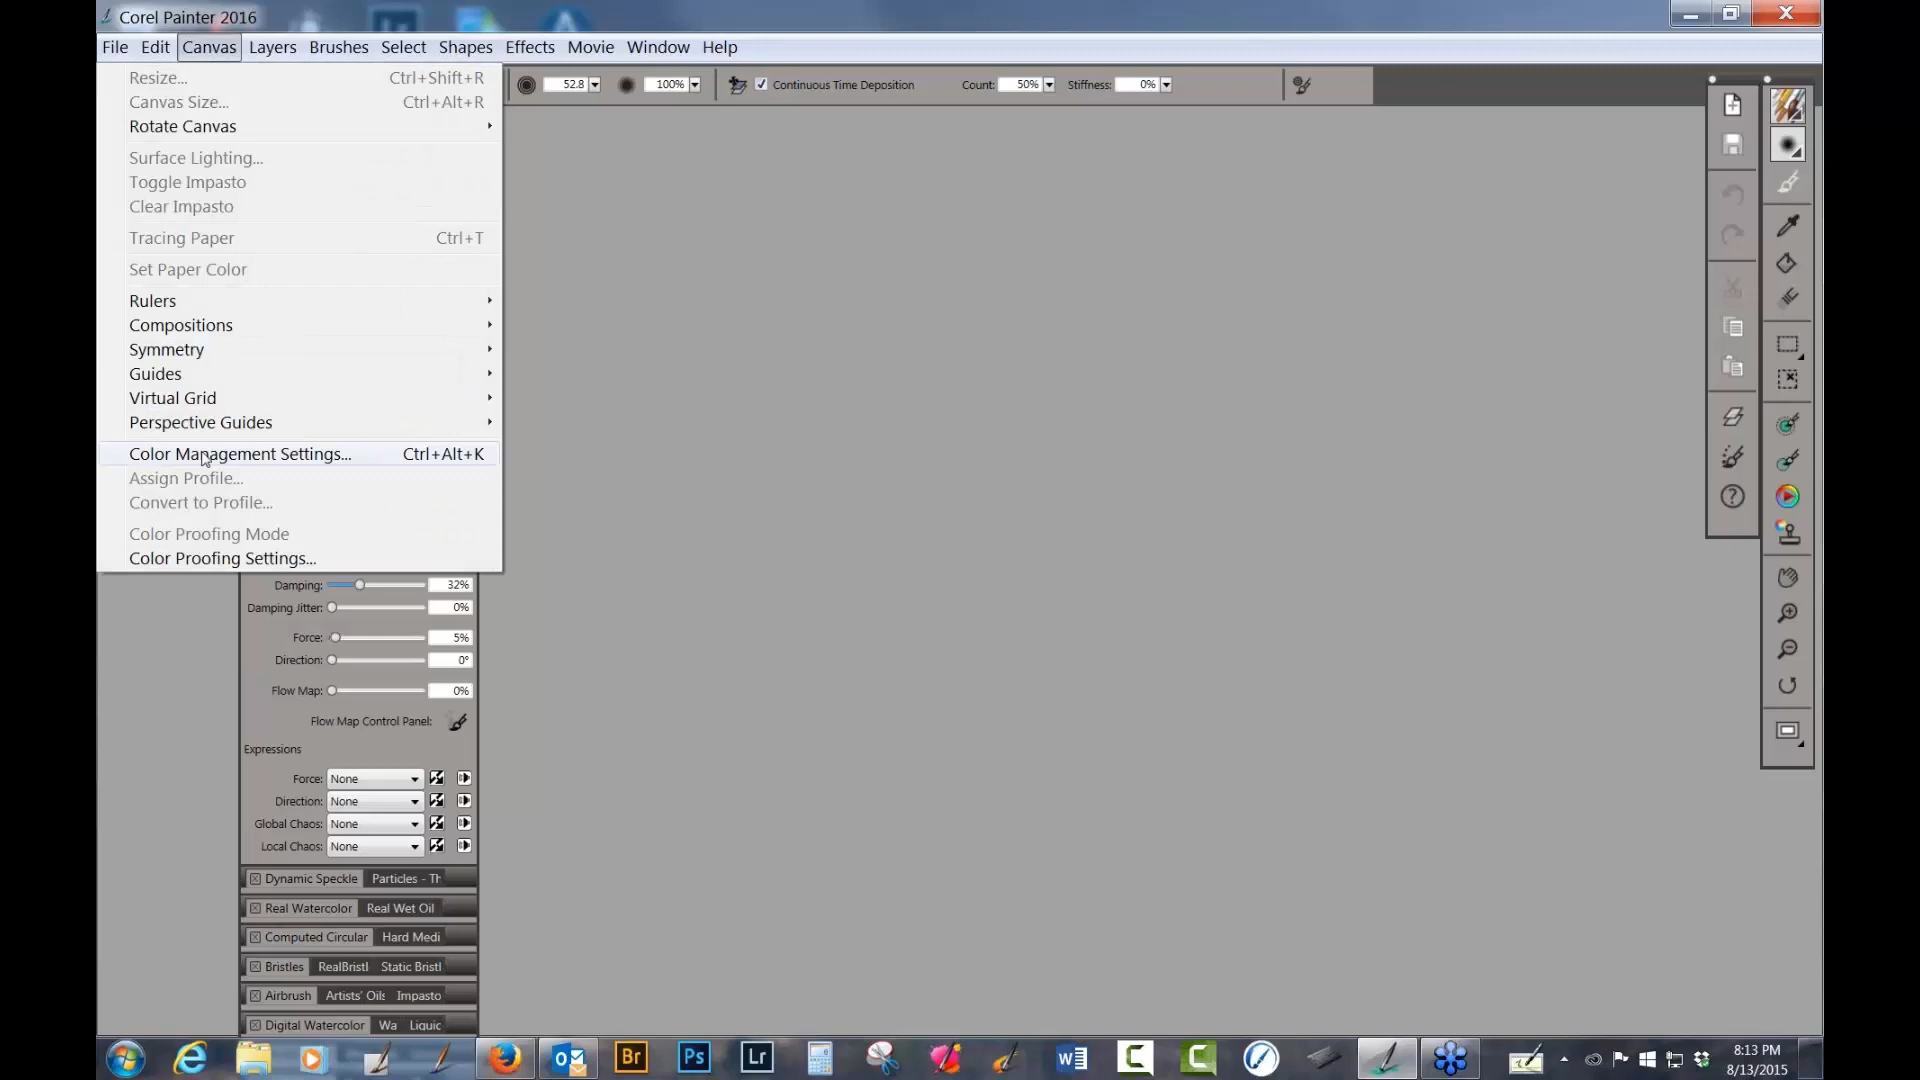 Corel Painter 2016
File Edit Canvas Layers Brushes Select Shapes Effects Movie Window Help
52.8 100% Continuous Time Deposition Count: 50% Stiffness: 0%
Resize... Ctrl+Shift+R
Canvas Size... Ctrl+Alt+R
Rotate Canvas
Surface Lighting...
Toggle Impasto
Clear Impasto
Tracing Paper Ctrl+T
Set Paper Color
Rulers
Compositions
Symmetry
Guides
Virtual Grid
Perspective Guides
Color Management Settings... Ctrl+Alt+K
Assign Profile...
Convert to Profile...
Color Proofing Mode
Color Proofing Settings...
Damping: 32%
Damping Jitter: 0%
Force: 5%
Direction: 0°
Flow Map: 0%
Flow Map Control Panel:
Expressions
Force: None
Direction: None
Global Chaos: None
Local Chaos: None
Dynamic Speckle Particles - Th
Real Watercolor Real Wet Oil
Computed Circular Hard Medi
Bristles RealBristl Static Bristl
Airbrush Artists' Oils Impasto
Digital Watercolor Wa Liquic
Br Ps Lr W C C
8:13 PM
8/13/2015